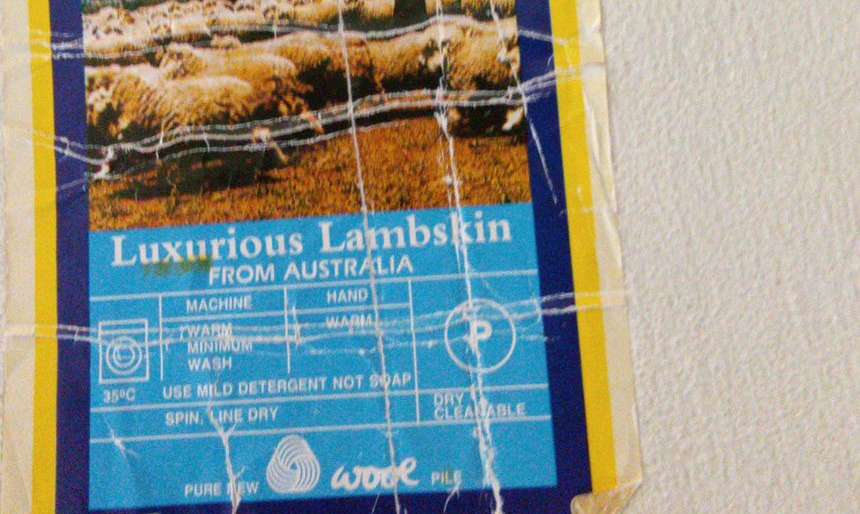 Luxurious Lambskin
FROM AUSTRALIA
MACHINE
HAND
WARM
MINIMUM
WASH
WARM
P
35ºC
USE MILD DETERGENT NOT SOAP
SPIN, LINE DRY
DRY
CLEANABLE
PURE NEW wool PILE